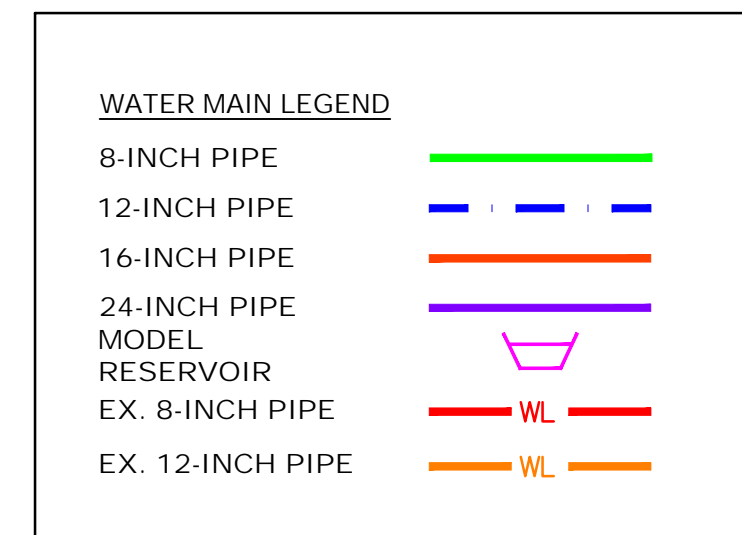 WATER MAIN LEGEND
8-INCH PIPE
12-INCH PIPE
16-INCH PIPE
24-INCH PIPE
MODEL
RESERVOIR
EX. 8-INCH PIPE WL
EX. 12-INCH PIPE WL